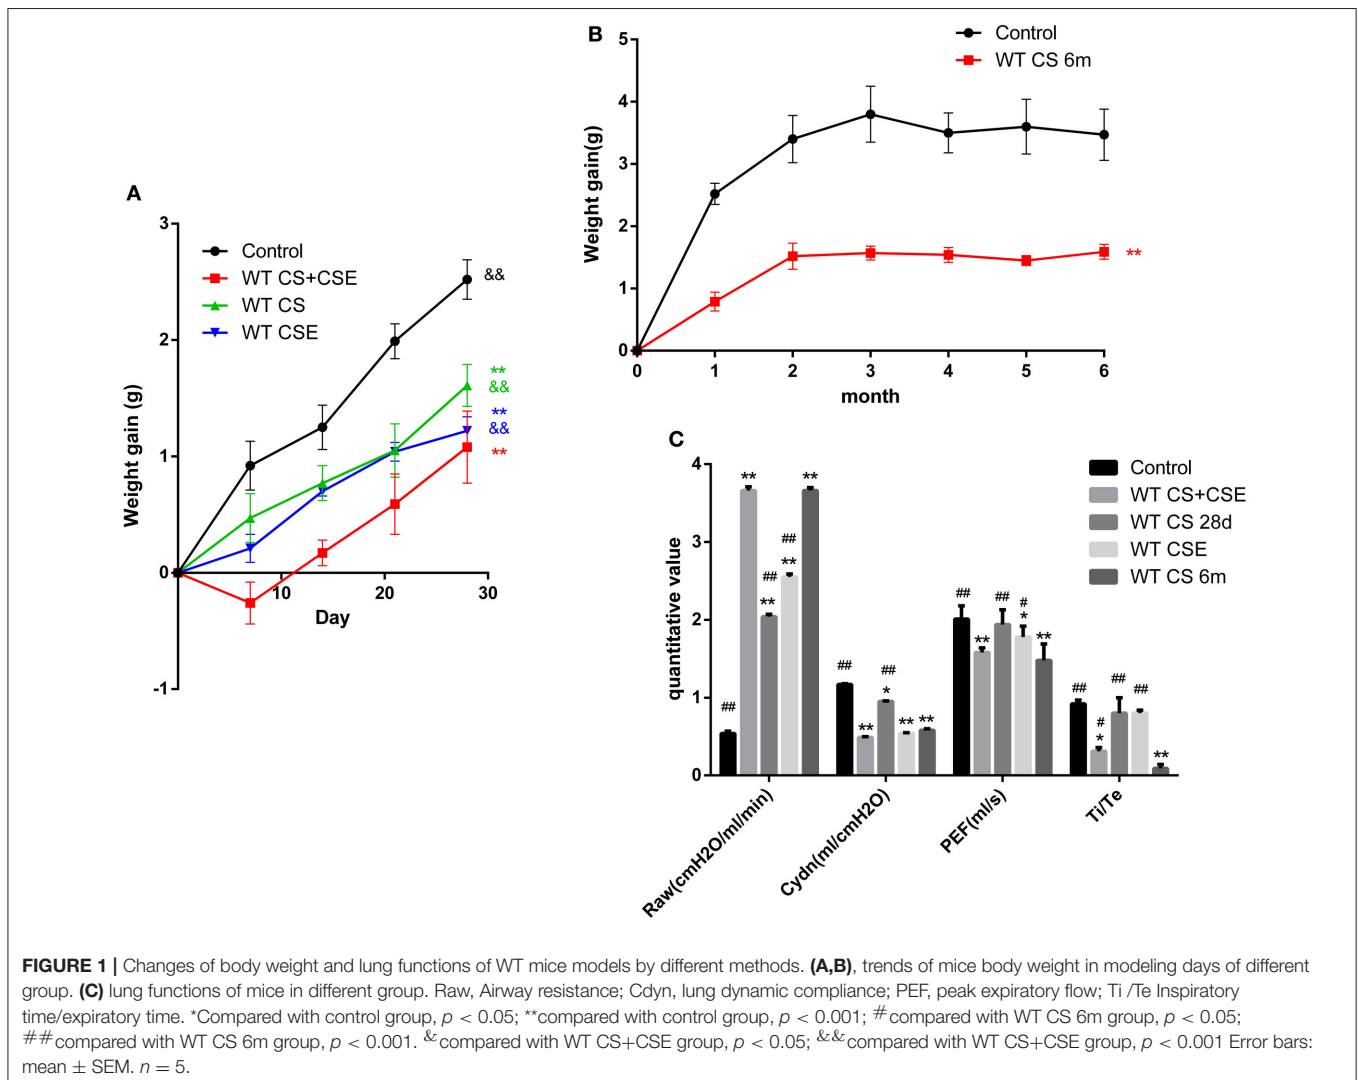 A
3
2
1
0
-1
10
20
30
Weight gain (g)
Day
Control
WT CS+CSE
WT CS
WT CSE
&&
**
&&
**
&&
**
B
5
4
3
2
1
0
0
1
2
3
4
5
6
Weight gain(g)
month
Control
WT CS 6m
**
C
4
3
2
1
0
quantitative value
Control
WT CS+CSE
WT CS 28d
WT CSE
WT CS 6m
##
**
##
**
##
**
**
##
**
##
*
**
**
##
**
##
#
*
**
##
#
*
##
##
**
Raw(cmH2O/ml/min)
Cydn(ml/cmH2O)
PEF(ml/s)
Ti/Te
FIGURE 1 | Changes of body weight and lung functions of WT mice models by different methods. (A,B), trends of mice body weight in modeling days of different
group. (C) lung functions of mice in different group. Raw, Airway resistance; Cdyn, lung dynamic compliance; PEF, peak expiratory flow; Ti /Te Inspiratory
time/expiratory time. *Compared with control group, p < 0.05; **compared with control group, p < 0.001; #compared with WT CS 6m group, p < 0.05;
##compared with WT CS 6m group, p < 0.001. &compared with WT CS+CSE group, p < 0.05; &&compared with WT CS+CSE group, p < 0.001 Error bars:
mean ± SEM. n = 5.